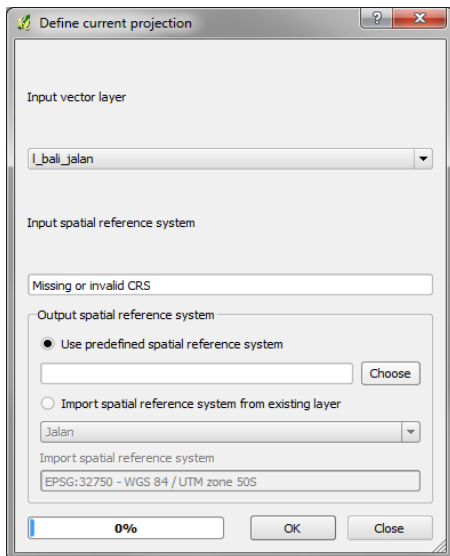 Define current projection
Input vector layer
l_bali_jalan
Input spatial reference system
Missing or invalid CRS
Output spatial reference system
Use predefined spatial reference system
Choose
Import spatial reference system from existing layer
Jalan
Import spatial reference system
EPSG:32750 - WGS 84 / UTM zone 50S
0%
OK
Close